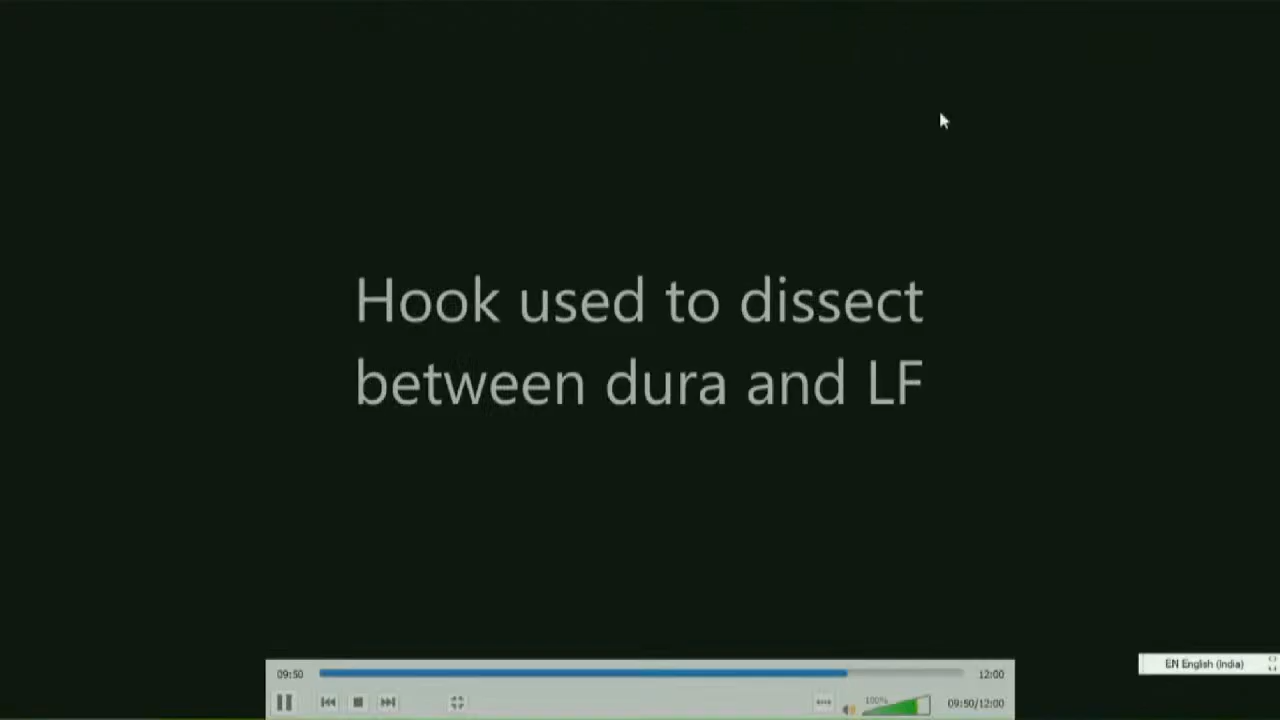 Hook used to dissect
between dura and LF
09:50
12:00
100%
09:50/12:00
EN English (India)